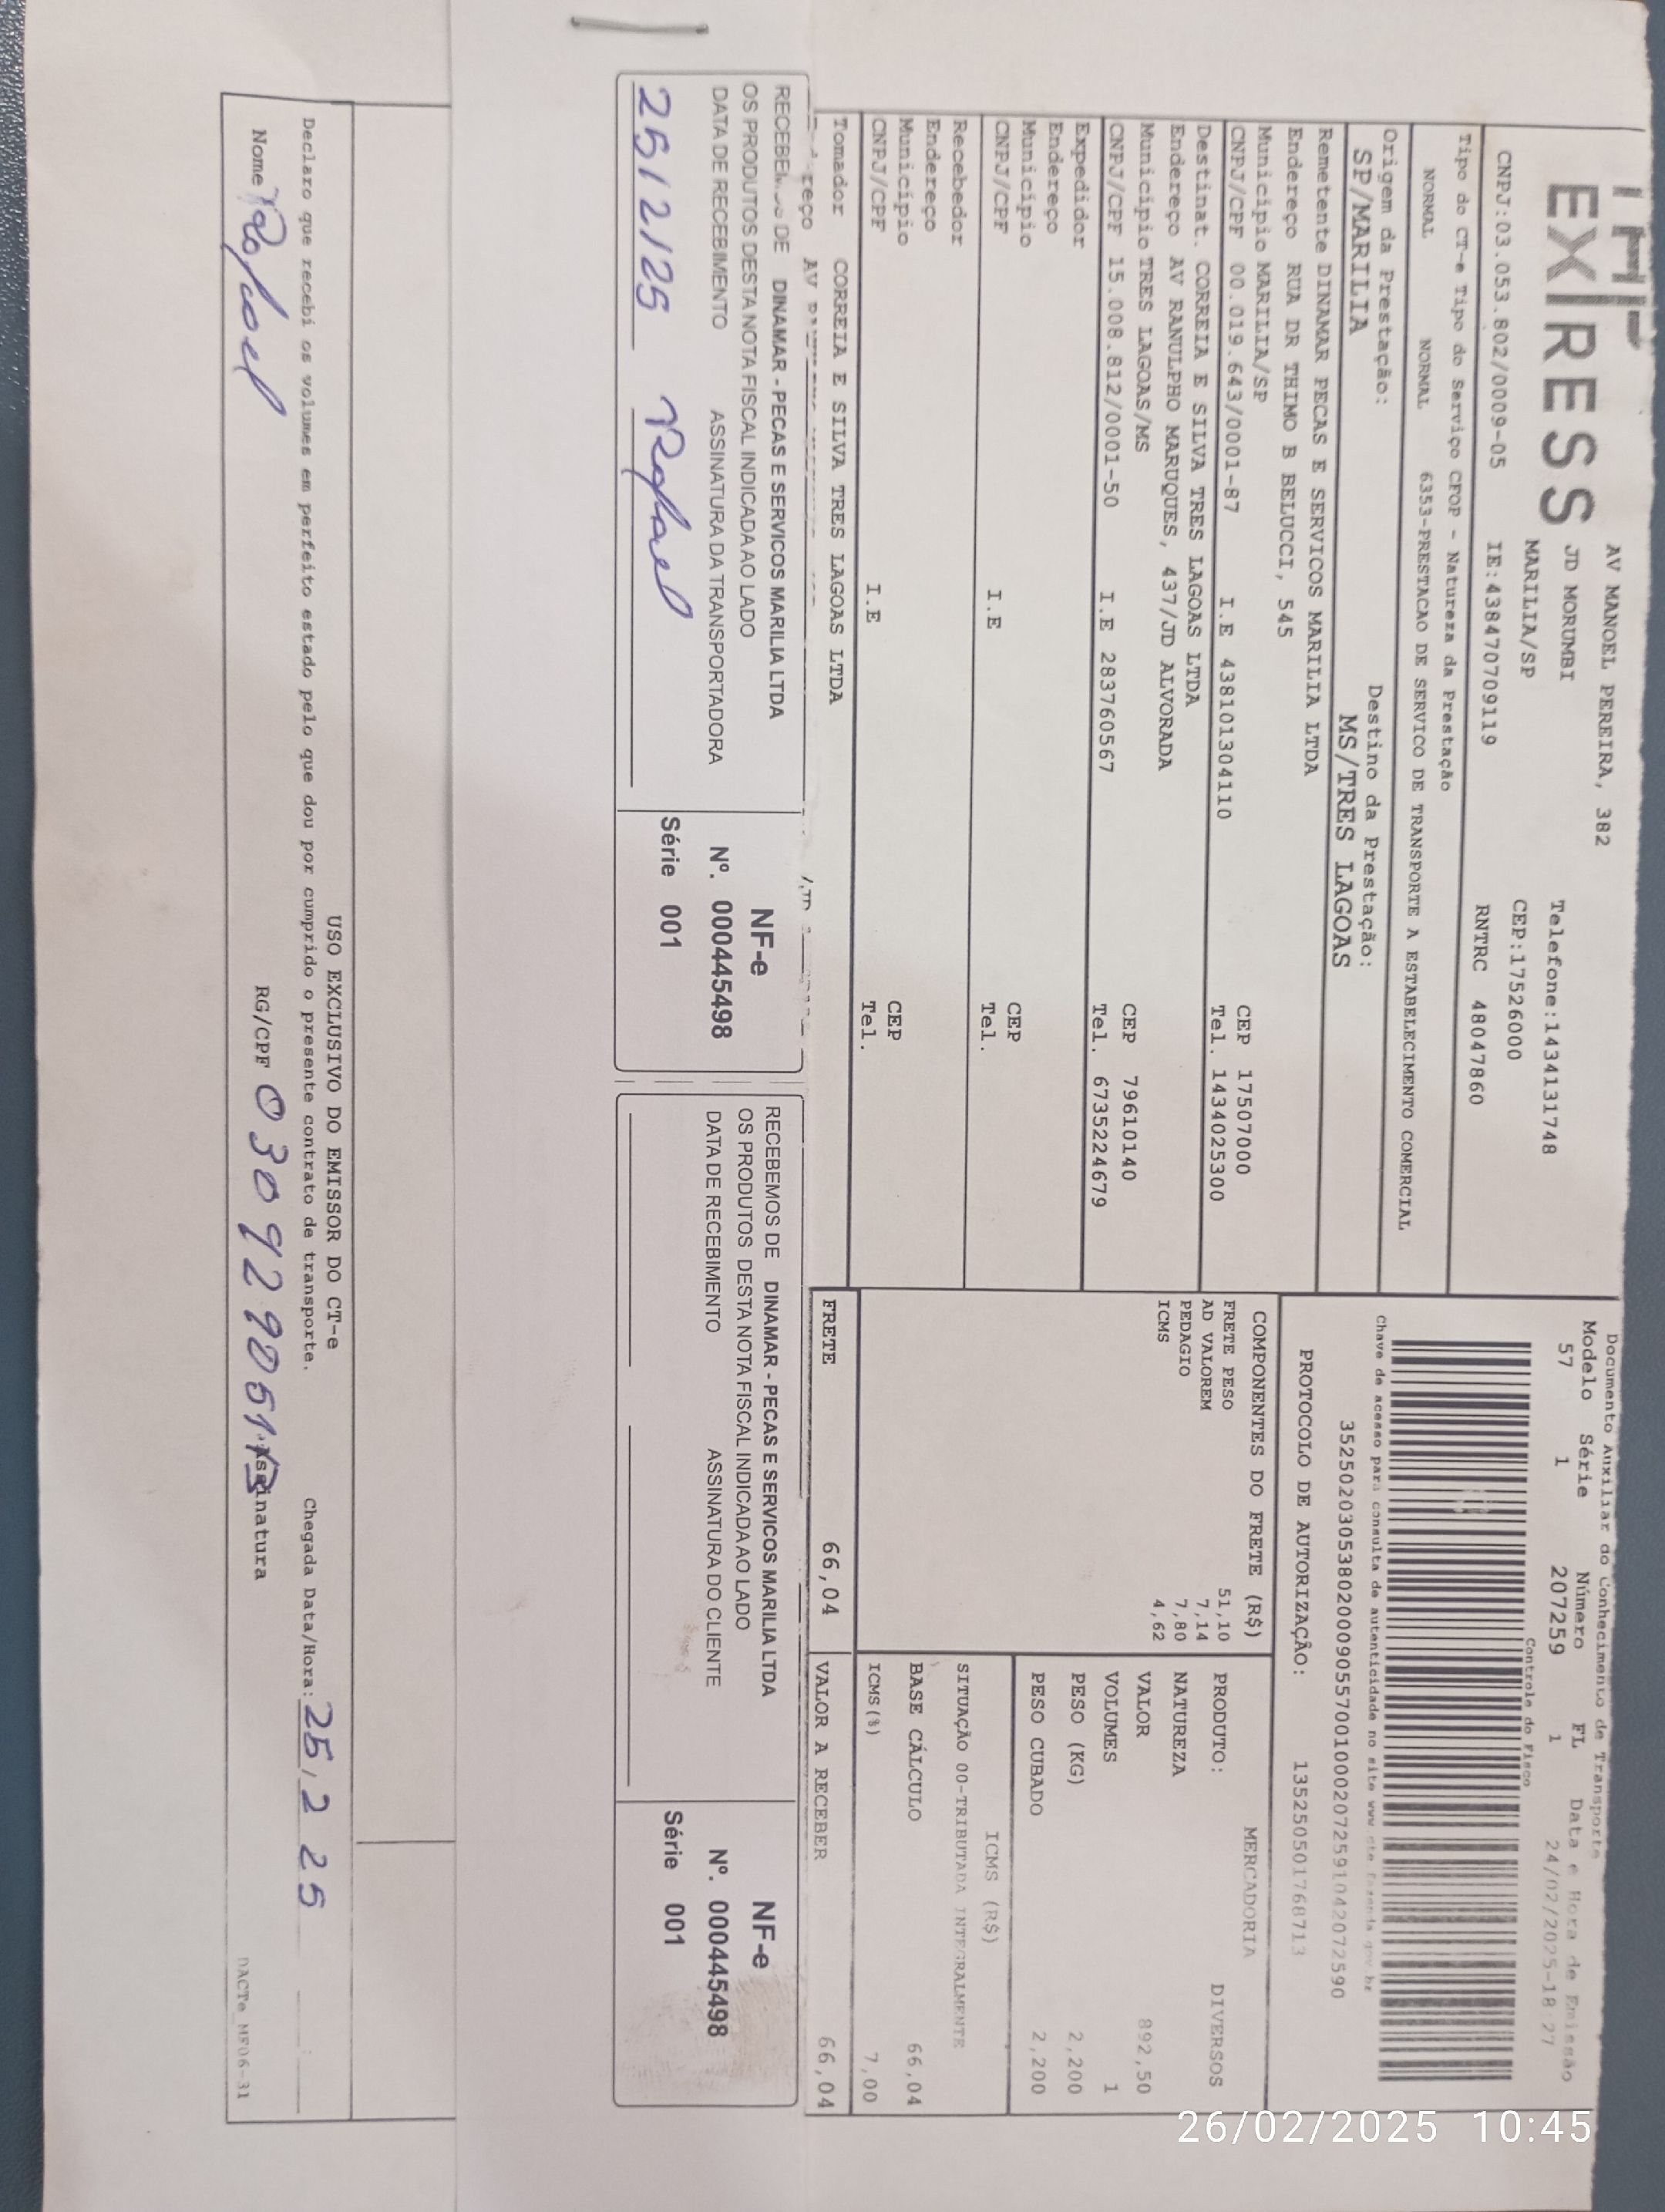 EXPRESS
AV MANOEL PEREIRA, 382
JD MORUMBI
MARILIA/SP
Telefone:1434131748
CEP:17526000
CNPJ:03.053.802/0009-05 IE:438470709119 RNTRC 48047860
Tipo do CT-e Tipo do Serviço CFOP - Natureza da Prestação
NORMAL NORMAL 6353-PRESTACAO DE SERVICO DE TRANSPORTE A ESTABELECIMENTO COMERCIAL
Origem da Prestação: Destino da Prestação:
SP/MARILIA MS/TRES LAGOAS
Documento Auxiliar do Conhecimento de Transporte
Modelo Série Número FL Data e Hora de Emissão
57 1 207259 1 24/02/2025-18:27
Controle do Fisco
Chave de acesso para consulta de autenticidade no site www.cte.fazenda.gov.br
35250203053802000905570010002072591042072590
PROTOCOLO DE AUTORIZAÇÃO: 135250501768713
Remetente DINAMAR PECAS E SERVICOS MARILIA LTDA
Endereço RUA DR THIMO B BELUCCI, 545
Município MARILIA/SP CEP 17507000
CNPJ/CPF 00.019.643/0001-87 I.E 438101304110 Tel. 1434025300
Destinat. CORREIA E SILVA TRES LAGOAS LTDA
Endereço AV RANULPHO MARUQUES, 437/JD ALVORADA
Município TRES LAGOAS/MS CEP 79610140
CNPJ/CPF 15.008.812/0001-50 I.E 283760567 Tel. 6735224679
Expedidor
Endereço
Município CEP
CNPJ/CPF I.E Tel.
Recebedor
Endereço
Município CEP
CNPJ/CPF I.E Tel.
Tomador CORREIA E SILVA TRES LAGOAS LTDA
reço AV
COMPONENTES DO FRETE (R$)
FRETE PESO 51,10
AD VALOREM 7,14
PEDAGIO 7,80
ICMS 4,62
FRETE 66,04
MERCADORIA
PRODUTO: DIVERSOS
NATUREZA
VALOR 892,50
VOLUMES 1
PESO (KG) 2,200
PESO CUBADO 2,200
ICMS (R$)
SITUAÇÃO 00-TRIBUTADA INTEGRALMENTE
BASE CÁLCULO 66,04
ICMS(%) 7,00
VALOR A RECEBER 66,04
RECEBEMOS DE DINAMAR - PECAS E SERVICOS MARILIA LTDA
OS PRODUTOS DESTA NOTA FISCAL INDICADA AO LADO
DATA DE RECEBIMENTO ASSINATURA DA TRANSPORTADORA
25/2/25 Rafael
NF-e
Nº. 000445498
Série 001
RECEBEMOS DE DINAMAR - PECAS E SERVICOS MARILIA LTDA
OS PRODUTOS DESTA NOTA FISCAL INDICADA AO LADO
DATA DE RECEBIMENTO ASSINATURA DO CLIENTE
NF-e
Nº. 000445498
Série 001
USO EXCLUSIVO DO EMISSOR DO CT-e
Declaro que recebi os volumes em perfeito estado pelo que dou por cumprido o presente contrato de transporte. Chegada Data/Hora: 25/2 25
Nome Rafael RG/CPF Assinatura
DACTe_MF06-31
26/02/2025 10:45